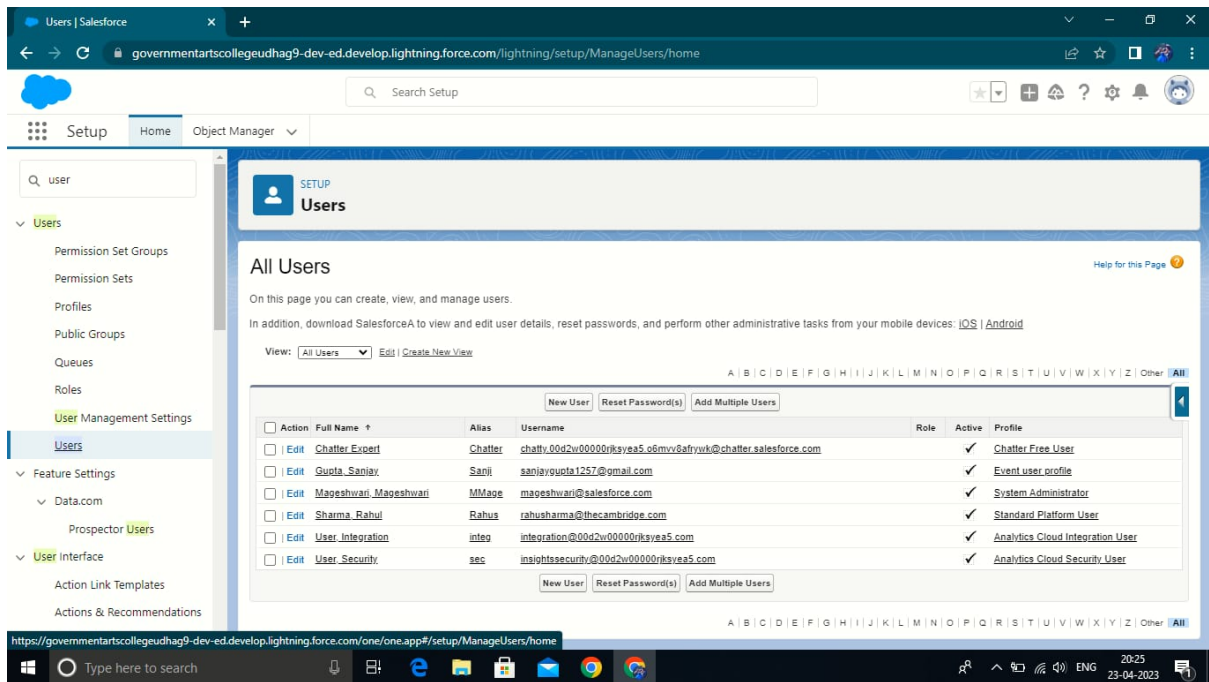 Users | Salesforce
governmentartscollegeudhag9-dev-ed.develop.lightning.force.com/lightning/setup/ManageUsers/home
Search Setup
Setup Home Object Manager
user
Users
Permission Set Groups
Permission Sets
Profiles
Public Groups
Queues
Roles
User Management Settings
Users
Feature Settings
Data.com
Prospector Users
User Interface
Action Link Templates
Actions & Recommendations
SETUP
Users
All Users
Help for this Page
On this page you can create, view, and manage users.
In addition, download SalesforceA to view and edit user details, reset passwords, and perform other administrative tasks from your mobile devices: iOS | Android
View: All Users Edit | Create New View
A | B | C | D | E | F | G | H | I | J | K | L | M | N | O | P | Q | R | S | T | U | V | W | X | Y | Z | Other All
New User Reset Password(s) Add Multiple Users
Action Full Name Alias Username Role Active Profile
Edit Chatter Expert Chatter chatty.00d2w00000rjksyea5.o6mvv8afrywk@chatter.salesforce.com Chatter Free User
Edit Gupta, Sanjay Sanji sanjaygupta1257@gmail.com Event user profile
Edit Mageshwari, Mageshwari MMage mageshwari@salesforce.com System Administrator
Edit Sharma, Rahul Rahus rahusharma@thecambridge.com Standard Platform User
Edit User, Integration integ integration@00d2w00000rjksyea5.com Analytics Cloud Integration User
Edit User, Security sec insightssecurity@00d2w00000rjksyea5.com Analytics Cloud Security User
New User Reset Password(s) Add Multiple Users
A | B | C | D | E | F | G | H | I | J | K | L | M | N | O | P | Q | R | S | T | U | V | W | X | Y | Z | Other All
https://governmentartscollegeudhag9-dev-ed.develop.lightning.force.com/one/one.app#/setup/ManageUsers/home
Type here to search
ENG
20:25
23-04-2023